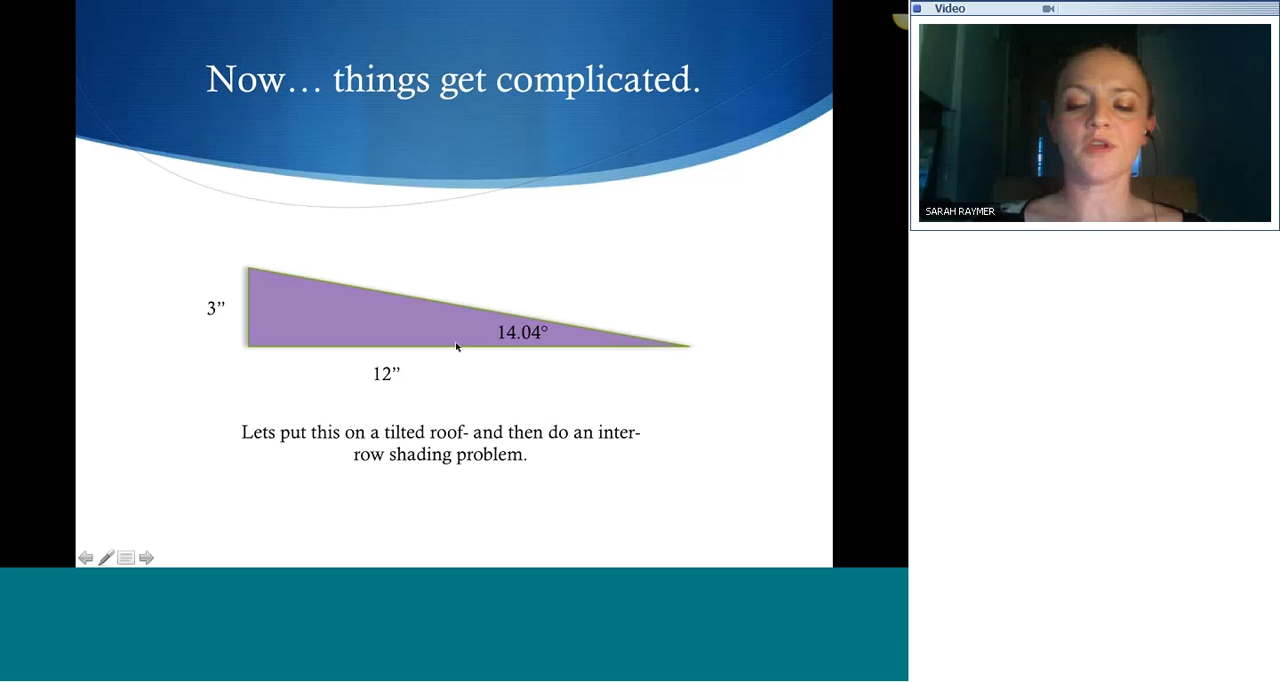 Now… things get complicated.
3”
14.04°
12”
Lets put this on a tilted roof- and then do an inter-
row shading problem.
Video
SARAH RAYMER